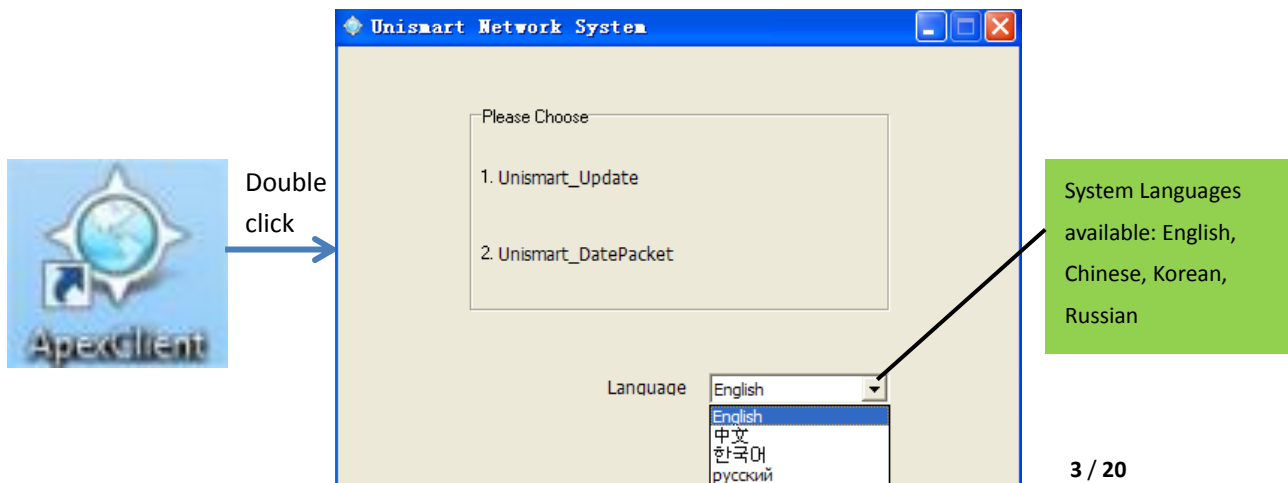 Unismart Network System
Please Choose
1. Unismart_Update
2. Unismart_DatePacket
Language
English
English
中文
한국어
русский
ApexClient
Double
click
System Languages
available: English,
Chinese, Korean,
Russian
3 / 20